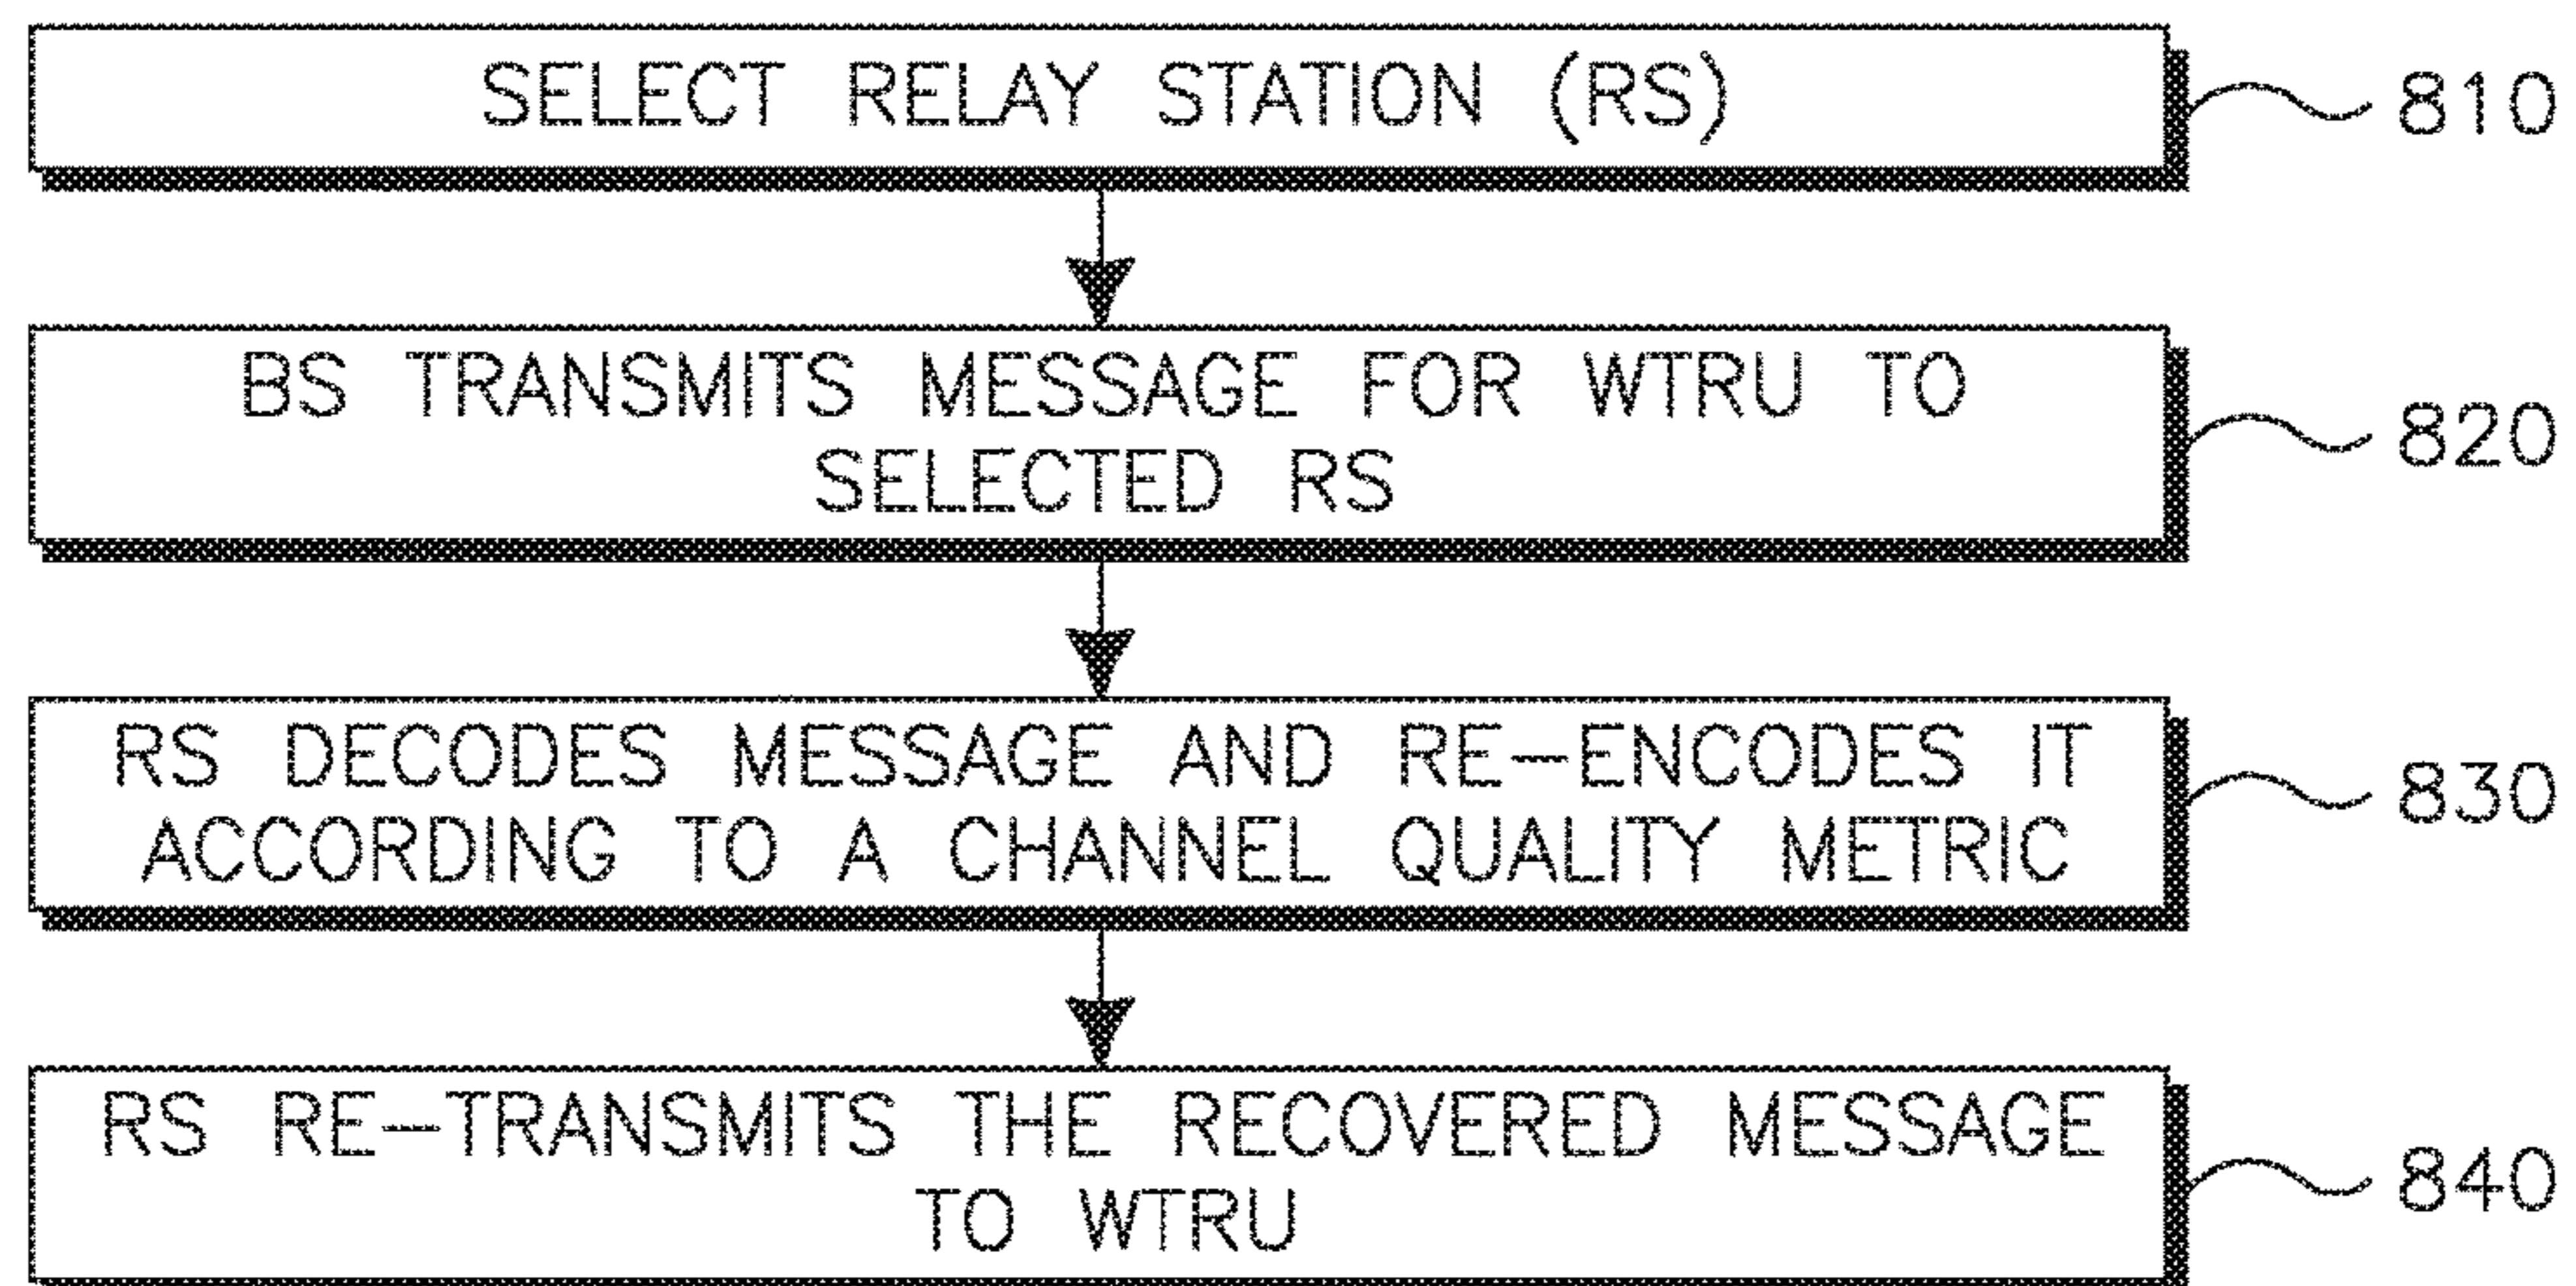 SELECT RELAY STATION (RS)
810
BS TRANSMITS MESSAGE FOR WTRU TO
SELECTED RS
820
RS DECODES MESSAGE AND RE-ENCODES IT
ACCORDING TO A CHANNEL QUALITY METRIC
830
RS RE-TRANSMITS THE RECOVERED MESSAGE
TO WTRU
840